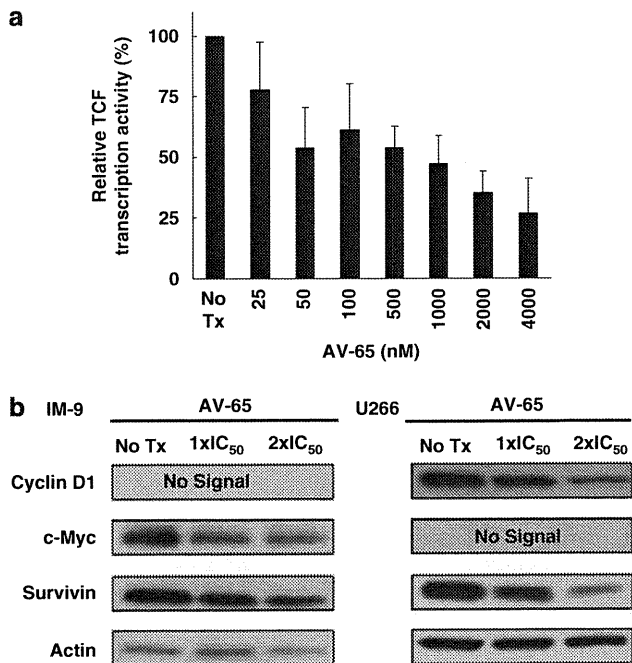 a
Relative TCF
transcription activity (%)
100
75
50
25
0
No
Tx
25
50
100
500
1000
2000
4000
AV-65 (nM)
b IM-9 AV-65 U266 AV-65
No Tx 1xIC50 2xIC50 No Tx 1xIC50 2xIC50
Cyclin D1 No Signal
c-Myc No Signal
Survivin
Actin